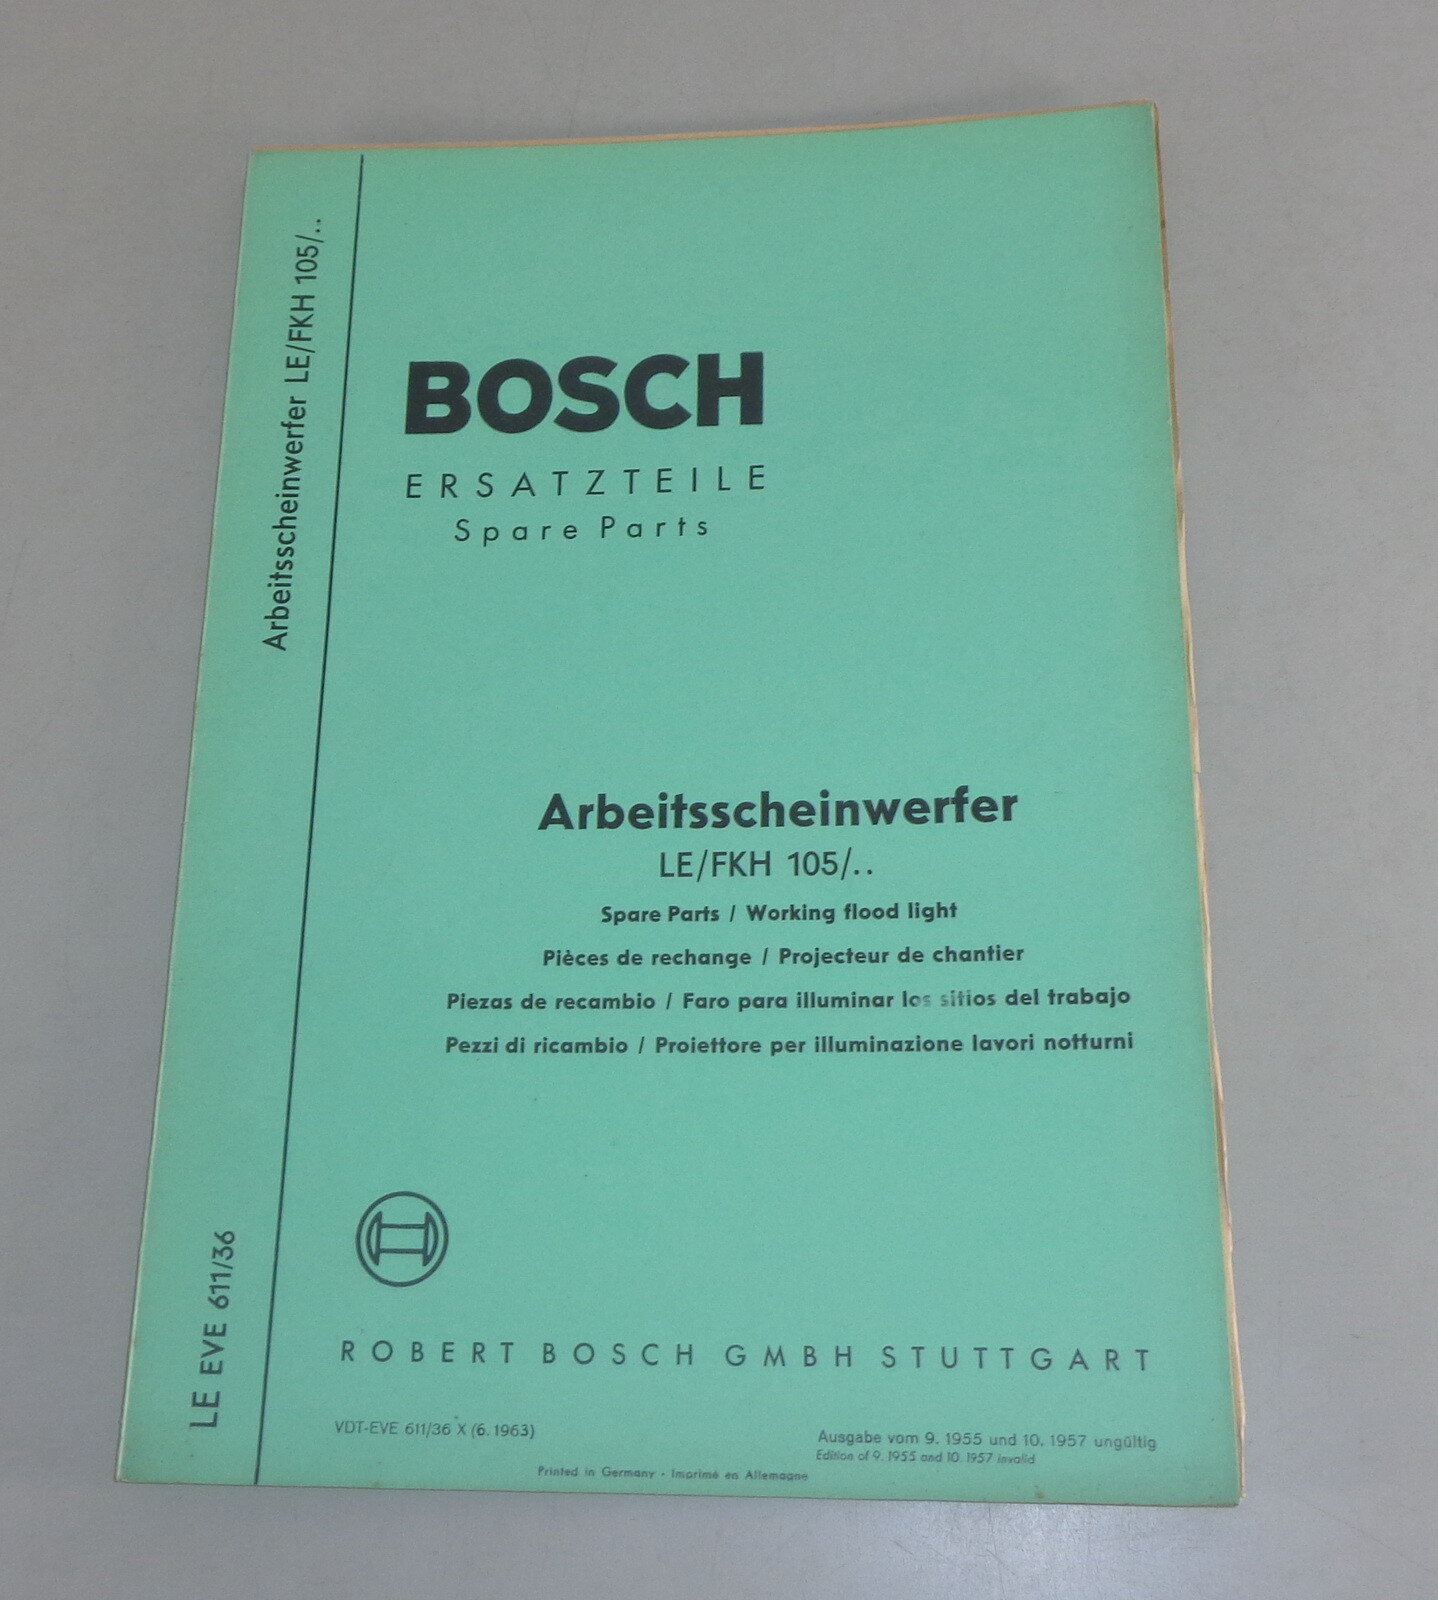 Arbeitsscheinwerfer LE/FKH 105/..
LE EVE 611/36
BOSCH
ERSATZTEILE
Spare Parts
Arbeitsscheinwerfer
LE/FKH 105/..
Spare Parts / Working flood light
Pièces de rechange / Projecteur de chantier
Piezas de recambio / Faro para illuminar los sitios del trabajo
Pezzi di ricambio / Proiettore per illuminazione lavori notturni
ROBERT BOSCH GMBH STUTTGART
VDT-EVE 611/36 X (6. 1963)
Ausgabe vom 9. 1955 und 10. 1957 ungültig
Edition of 9. 1955 and 10. 1957 invalid
Printed in Germany - Imprimé en Allemagne